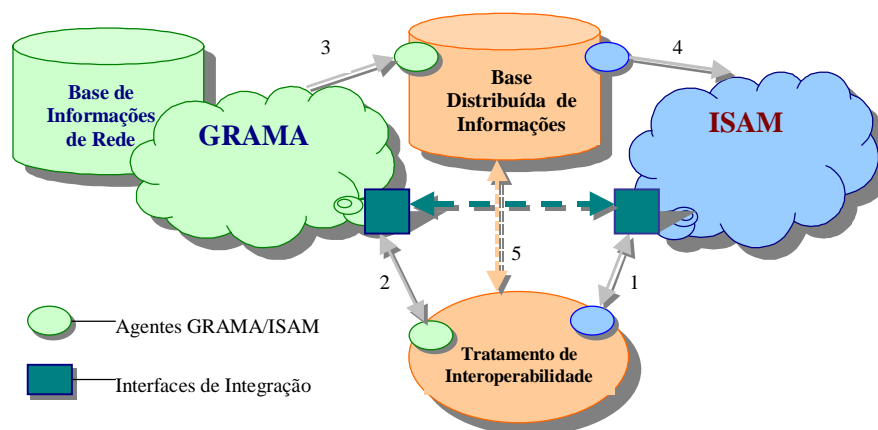 3
4
Base de
Informações
de Rede
Base
Distribuída de
Informações
GRAMA
ISAM
5
2
1
Agentes GRAMA/ISAM
Tratamento de
Interoperabilidade
Interfaces de Integração